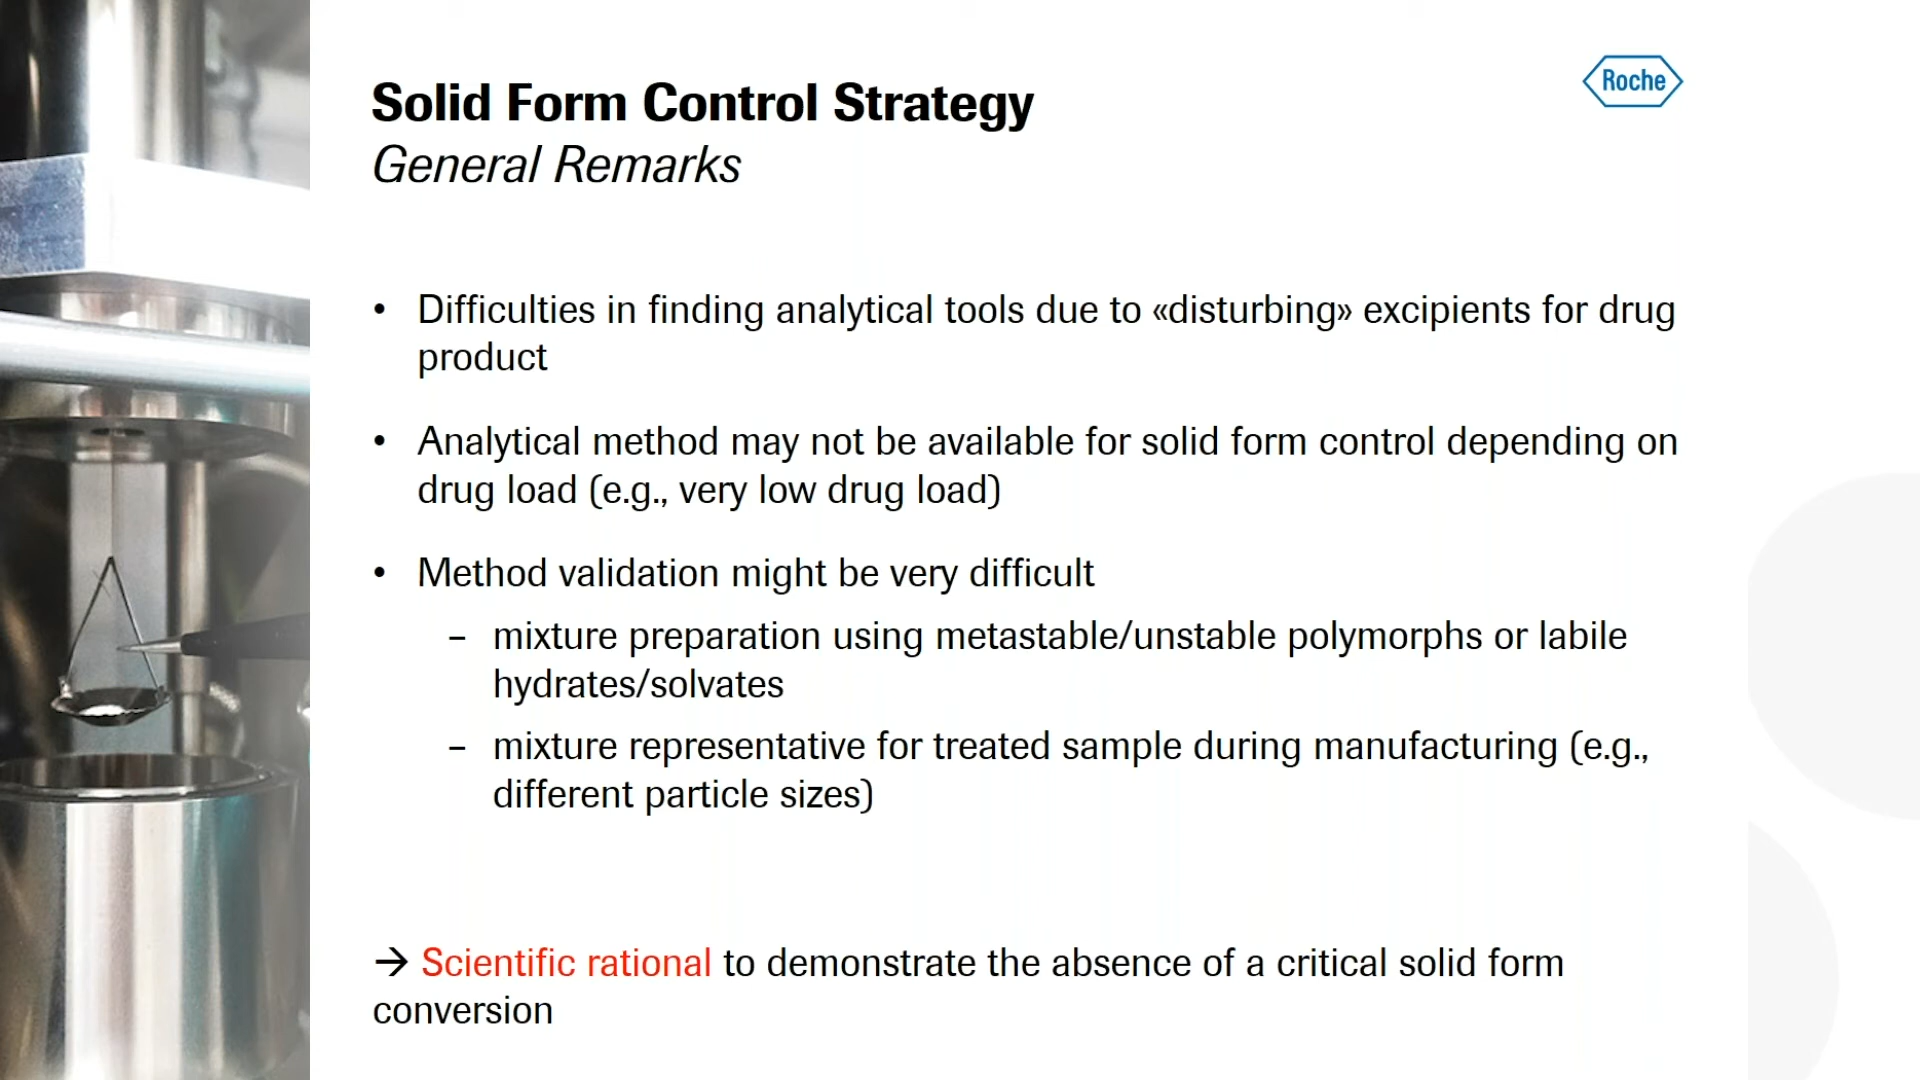 Roche
Solid Form Control Strategy
General Remarks
• Difficulties in finding analytical tools due to «disturbing» excipients for drug
product
• Analytical method may not be available for solid form control depending on
drug load (e.g., very low drug load)
• Method validation might be very difficult
– mixture preparation using metastable/unstable polymorphs or labile
hydrates/solvates
– mixture representative for treated sample during manufacturing (e.g.,
different particle sizes)
→ Scientific rational to demonstrate the absence of a critical solid form
conversion